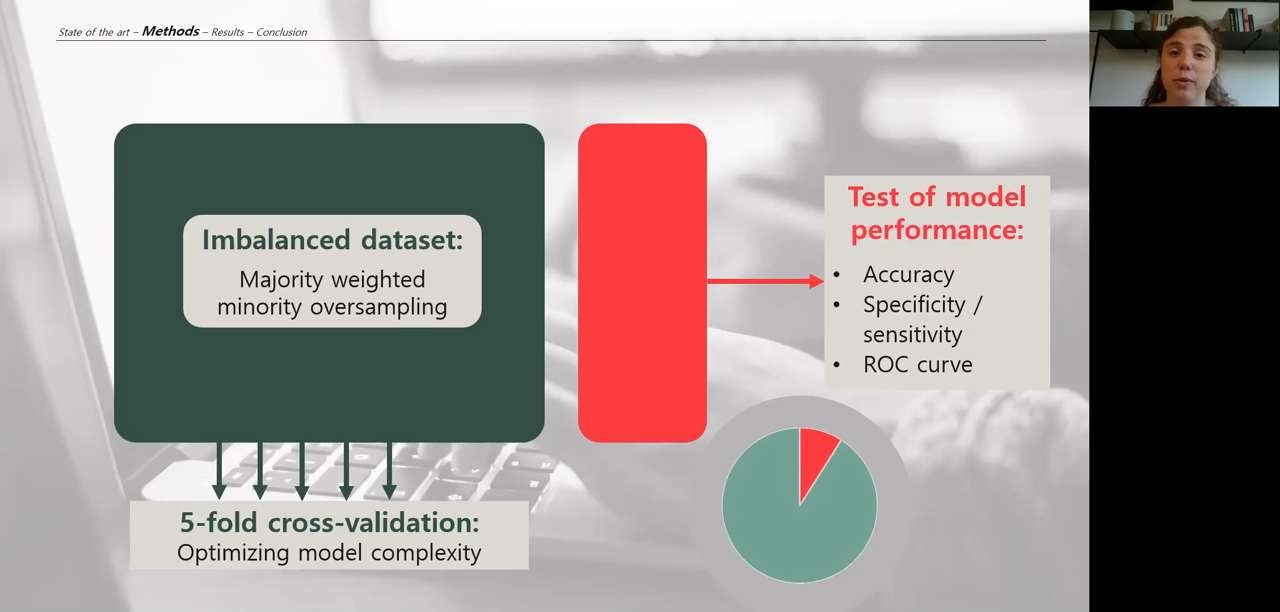 State of the art – Methods – Results – Conclusion
Imbalanced dataset:
Majority weighted
minority oversampling
Test of model
performance:
• Accuracy
• Specificity /
sensitivity
• ROC curve
5-fold cross-validation:
Optimizing model complexity